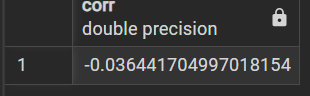 corr
double precision
1 -0.036441704997018154